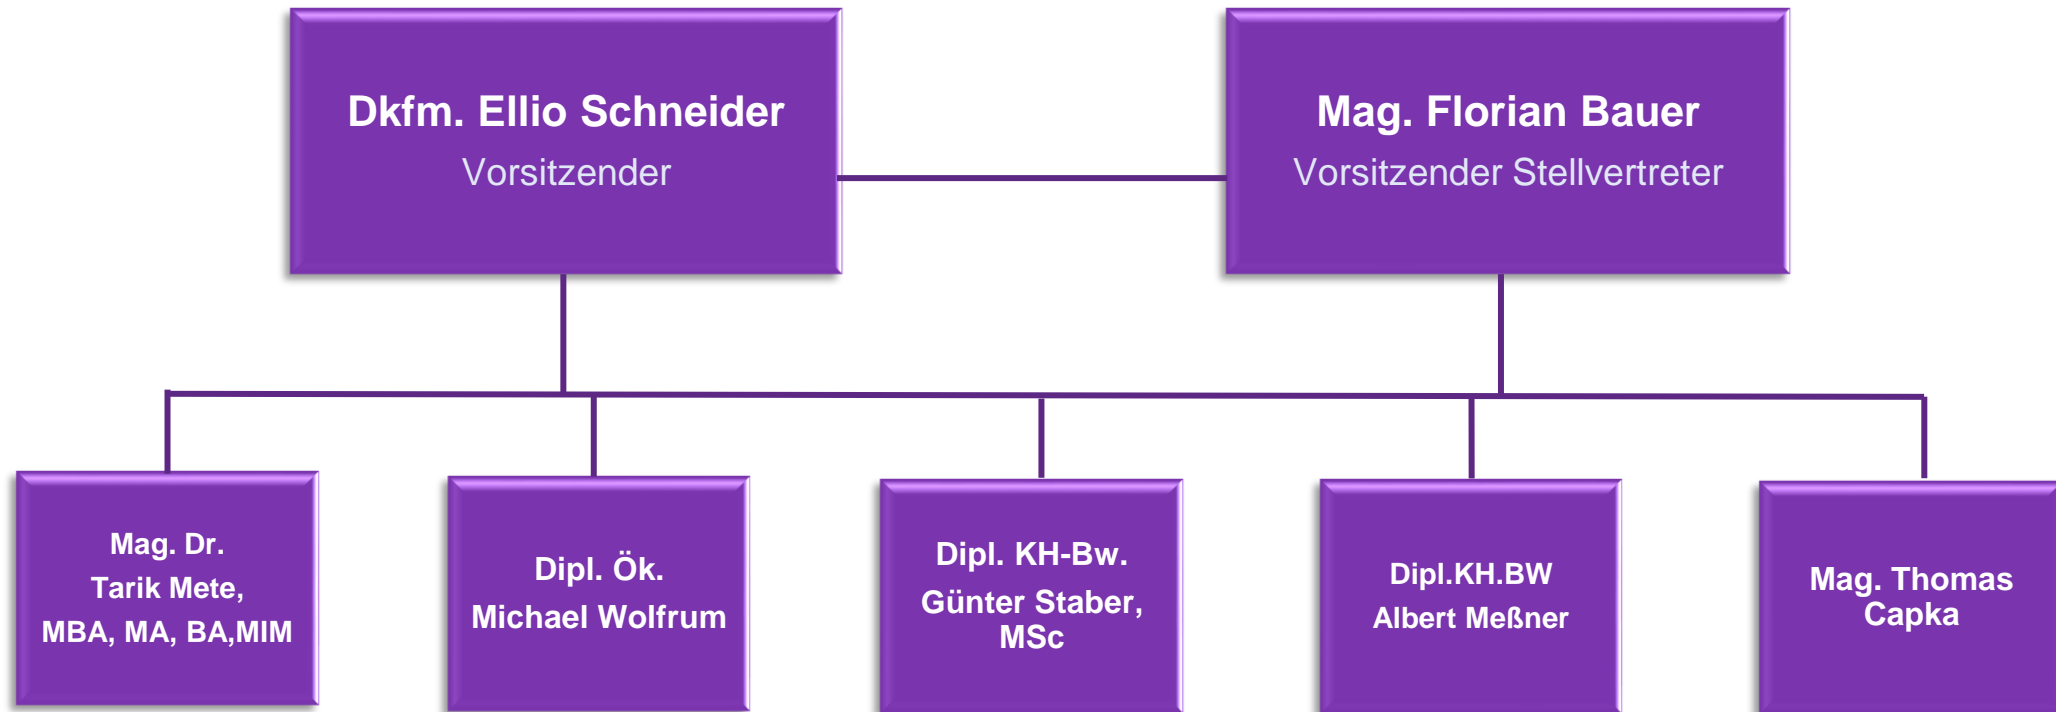 Dkfm. Ellio Schneider
Vorsitzender
Mag. Florian Bauer
Vorsitzender Stellvertreter
Mag. Dr.
Tarik Mete,
MBA, MA, BA,MIM
Dipl. Ök.
Michael Wolfrum
Dipl. KH-Bw.
Günter Staber,
MSc
Dipl.KH.BW
Albert Meßner
Mag. Thomas
Capka